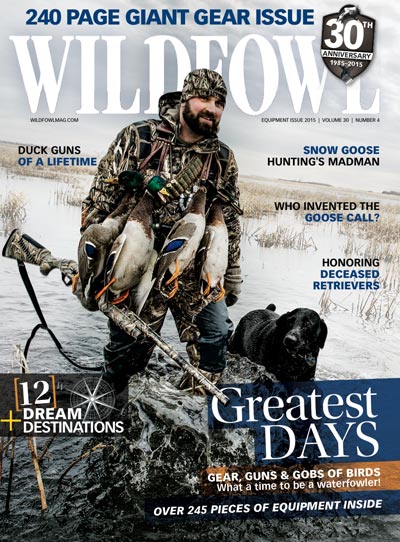 240 PAGE GIANT GEAR ISSUE
WILDFOWL
30TH
ANNIVERSARY
1985-2015
WILDFOWLMAG.COM
EQUIPMENT ISSUE 2015 | VOLUME 30 | NUMBER 4
DUCK GUNS
OF A LIFETIME
SNOW GOOSE
HUNTING'S MADMAN
WHO INVENTED THE
GOOSE CALL?
HONORING
DECEASED
RETRIEVERS
[12]
+DREAM
DESTINATIONS
Greatest
DAYS
GEAR, GUNS & GOBS OF BIRDS
What a time to be a waterfowler!
OVER 245 PIECES OF EQUIPMENT INSIDE